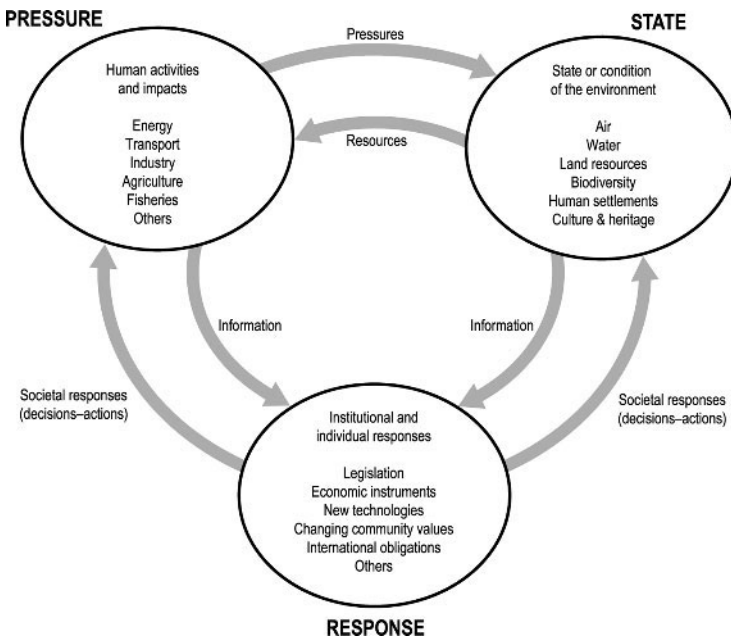 PRESSURE
STATE
Pressures
Human activities
and impacts
Energy
Transport
Industry
Agriculture
Fisheries
Others
Resources
State or condition
of the environment
Air
Water
Land resources
Biodiversity
Human settlements
Culture & heritage
Information
Information
Societal responses
(decisions–actions)
Societal responses
(decisions–actions)
Institutional and
individual responses
Legislation
Economic instruments
New technologies
Changing community values
International obligations
Others
RESPONSE